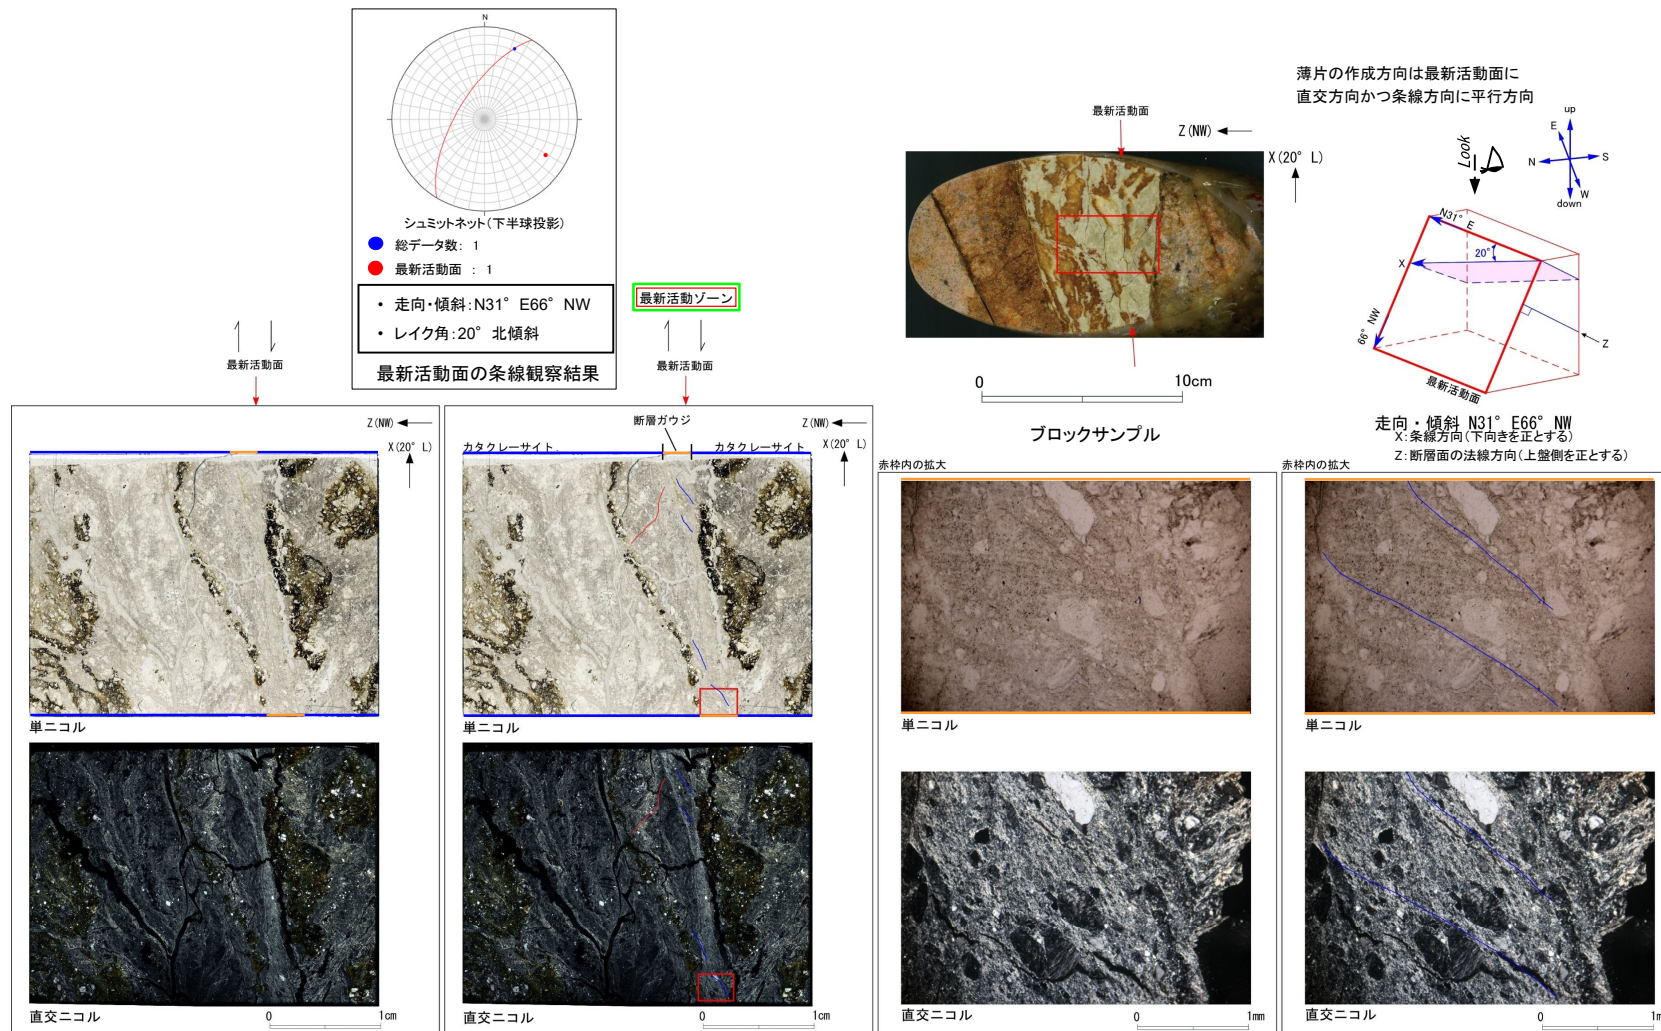 N
シュミットネット(下半球投影)
総データ数: 1
最新活動面 : 1
・ 走向・傾斜:N31° E66° NW
・ レイク角:20° 北傾斜
最新活動面の条線観察結果
最新活動ゾーン
最新活動面
最新活動面
Z(NW)
X(20° L)
単ニコル
直交ニコル
0 1cm
断層ガウジ
カタクレーサイト
カタクレーサイト
Z(NW)
X(20° L)
単ニコル
直交ニコル
0 1cm
最新活動面
Z(NW)
X(20° L)
0 10cm
ブロックサンプル
薄片の作成方向は最新活動面に
直交方向かつ条線方向に平行方向
Look
up
E
N
S
W
down
N31° E
20°
X
66° NW
Z
最新活動面
走向・傾斜 N31° E66° NW
X:条線方向(下向きを正とする)
Z:断層面の法線方向(上盤側を正とする)
赤枠内の拡大
単ニコル
直交ニコル
0 1mm
赤枠内の拡大
単ニコル
直交ニコル
0 1m